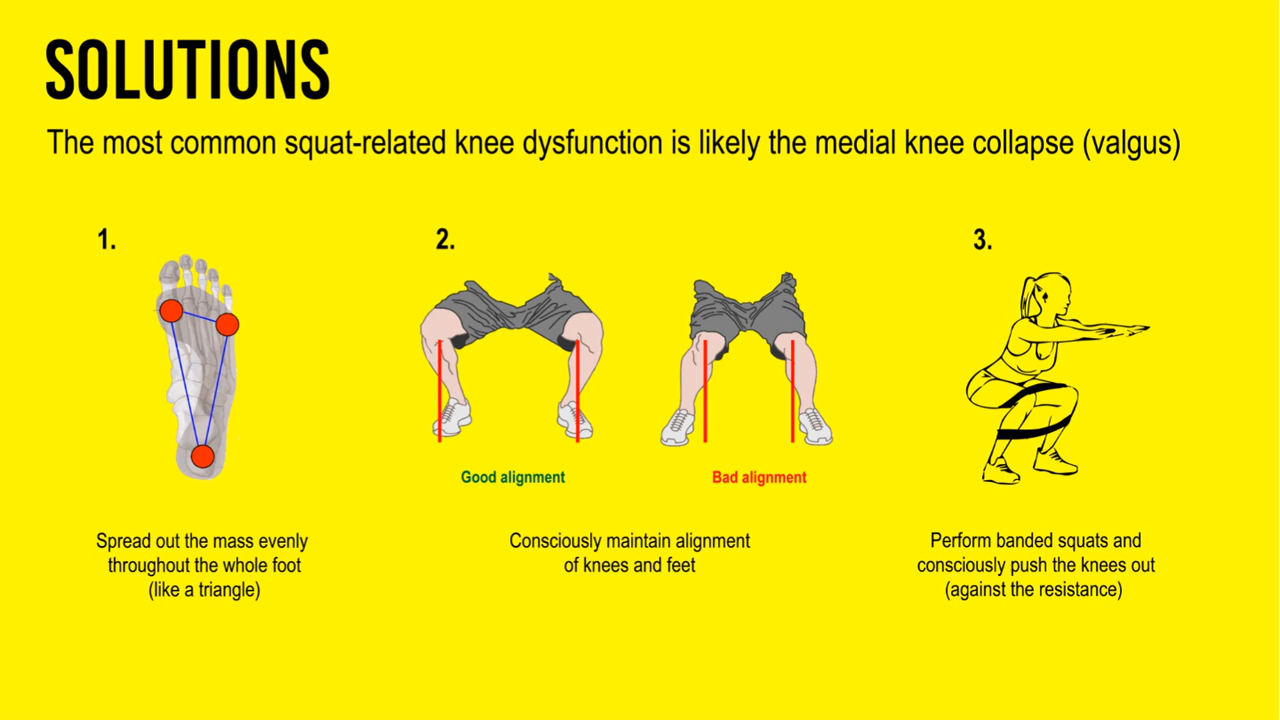 SOLUTIONS
The most common squat-related knee dysfunction is likely the medial knee collapse (valgus)
1.
2.
3.
Good alignment
Bad alignment
Spread out the mass evenly
throughout the whole foot
(like a triangle)
Consciously maintain alignment
of knees and feet
Perform banded squats and
consciously push the knees out
(against the resistance)